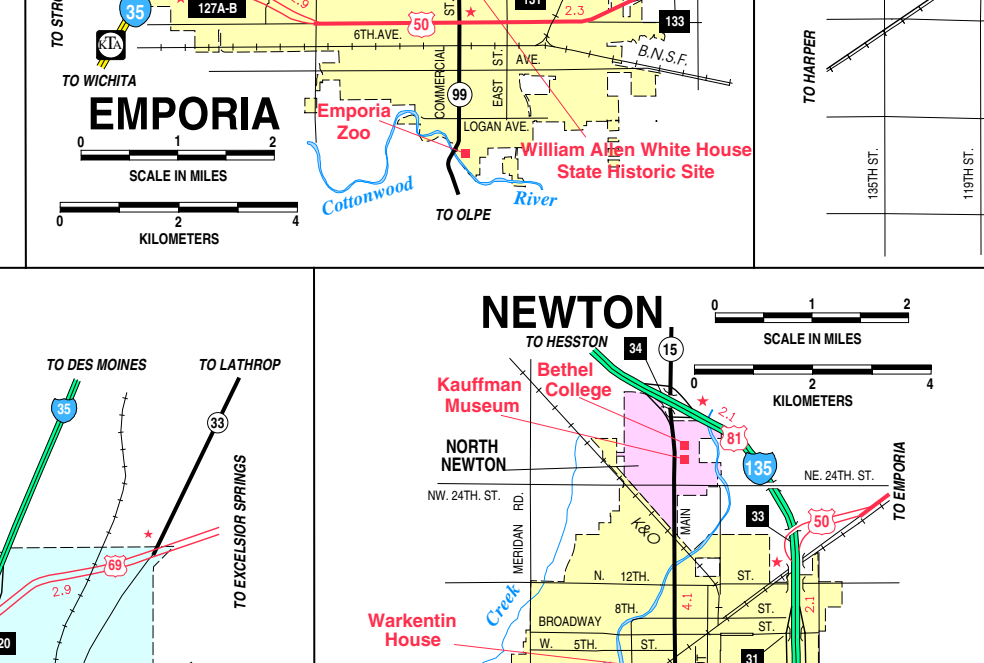 35
127A-B
2.9
50
ST.
131
2.3
133
6TH.AVE.
B.N.S.F.
KTA
TO WICHITA
COMMERCIAL
EAST ST.
AVE.
99
EMPORIA
Emporia
Zoo
LOGAN AVE.
0 1 2
SCALE IN MILES
William Allen White House
State Historic Site
Cottonwood
River
TO OLPE
0 2 4
KILOMETERS
TO HARPER
135TH ST.
119TH ST.
TO DES MOINES
TO LATHROP
35
33
TO EXCELSIOR SPRINGS
69
2.9
20
NEWTON
0 1 2
SCALE IN MILES
TO HESSTON
34
15
0 2 4
KILOMETERS
Bethel
College
Kauffman
Museum
2.1
81
NORTH
NEWTON
135
NE. 24TH. ST.
NW. 24TH. ST.
TO EMPORIA
MERIDIAN RD.
K&O
MAIN
33
50
N. 12TH. ST.
Creek
4.1
2.1
8TH. ST.
BROADWAY ST.
Warkentin
House
W. 5TH. ST.
31